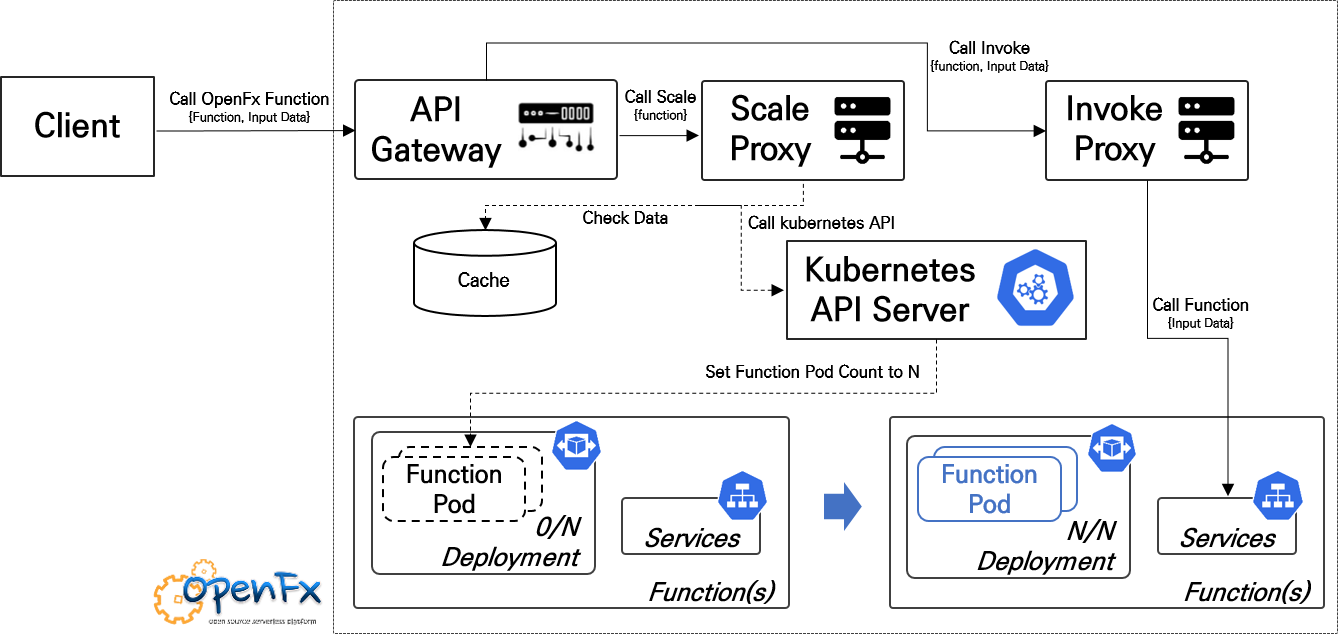 Call Invoke
{function, Input Data}
Client
Call OpenFx Function
{Function, Input Data}
API
Gateway
Call Scale
{function}
Scale
Proxy
Invoke
Proxy
Check Data
Call kubernetes API
Cache
Kubernetes
API Server
Call Function
{Input Data}
Set Function Pod Count to N
Function
Pod
0/N
Deployment
Services
Function(s)
Function
Pod
N/N
Deployment
Services
Function(s)
OpenFx
open source serverless platform